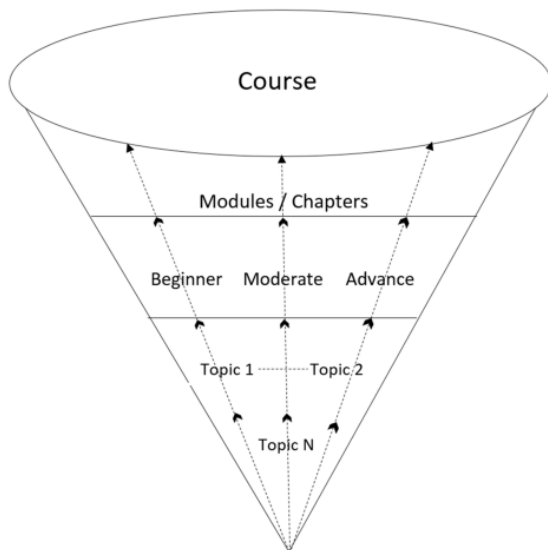 Course
Modules / Chapters
Beginner Moderate Advance
Topic 1 Topic 2
Topic N